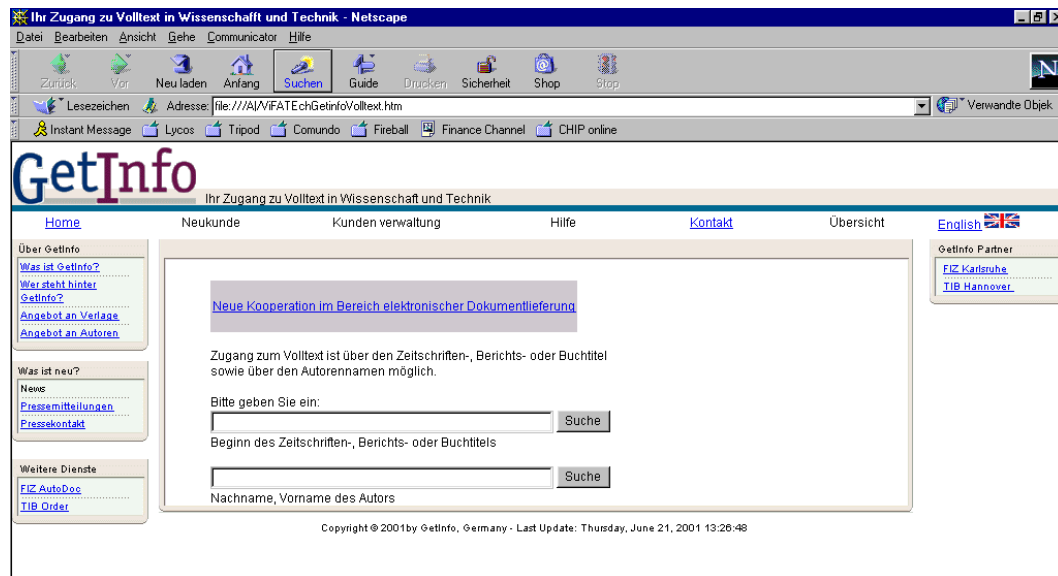 Ihr Zugang zu Volltext in Wissenschafft und Technik - Netscape
Datei Bearbeiten Ansicht Gehe Communicator Hilfe
Zurück Vor Neu laden Anfang Suchen Guide Drucken Sicherheit Shop Stop
N
Lesezeichen Adresse: file:///A|/ViFATEchGetinfoVolltext.htm Verwandte Objek
Instant Message Lycos Tripod Comundo Fireball Finance Channel CHIP online
GetInfo
Ihr Zugang zu Volltext in Wissenschaft und Technik
Home Neukunde Kunden verwaltung Hilfe Kontakt Übersicht English
Über GetInfo
Was ist GetInfo?
Wer steht hinter
GetInfo?
Angebot an Verlage
Angebot an Autoren
Was ist neu?
News
Pressemitteilungen
Pressekontakt
Weitere Dienste
FIZ AutoDoc
TIB Order
Neue Kooperation im Bereich elektronischer Dokumentlieferung
Zugang zum Volltext ist über den Zeitschriften-, Berichts- oder Buchtitel
sowie über den Autorennamen möglich.
Bitte geben Sie ein:
Suche
Beginn des Zeitschriften-, Berichts- oder Buchtitels
Suche
Nachname, Vorname des Autors
GetInfo Partner
FIZ Karlsruhe
TIB Hannover
Copyright © 2001by GetInfo, Germany - Last Update: Thursday, June 21, 2001 13:26:48